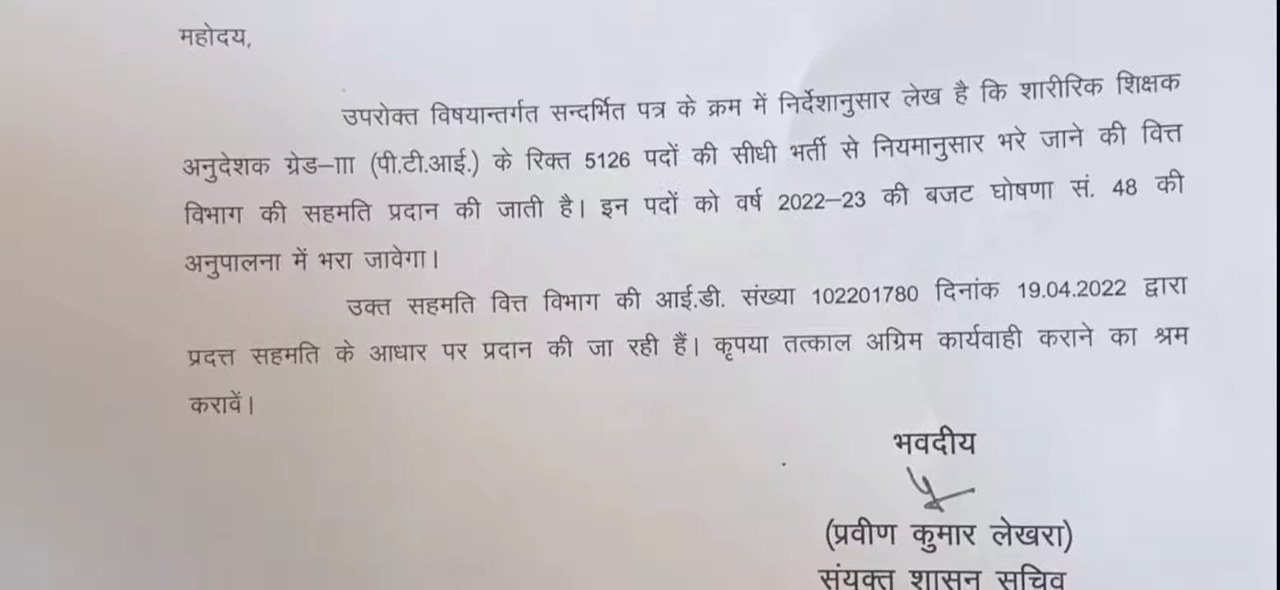 महोदय,
उपरोक्त विषयान्तर्गत सन्दर्भित पत्र के क्रम में निर्देशानुसार लेख है कि शारीरिक शिक्षक
अनुदेशक ग्रेड–ााा (पी.टी.आई.) के रिक्त 5126 पदों की सीधी भर्ती से नियमानुसार भरे जाने की वित्त
विभाग की सहमति प्रदान की जाती है। इन पदों को वर्ष 2022–23 की बजट घोषणा सं. 48 की
अनुपालना में भरा जावेगा।
उक्त सहमति वित्त विभाग की आई.डी. संख्या 102201780 दिनांक 19.04.2022 द्वारा
प्रदत्त सहमति के आधार पर प्रदान की जा रही हैं। कृपया तत्काल अग्रिम कार्यवाही कराने का श्रम
करावें।
भवदीय
(प्रवीण कुमार लेखरा)
संयुक्त शासन सचिव